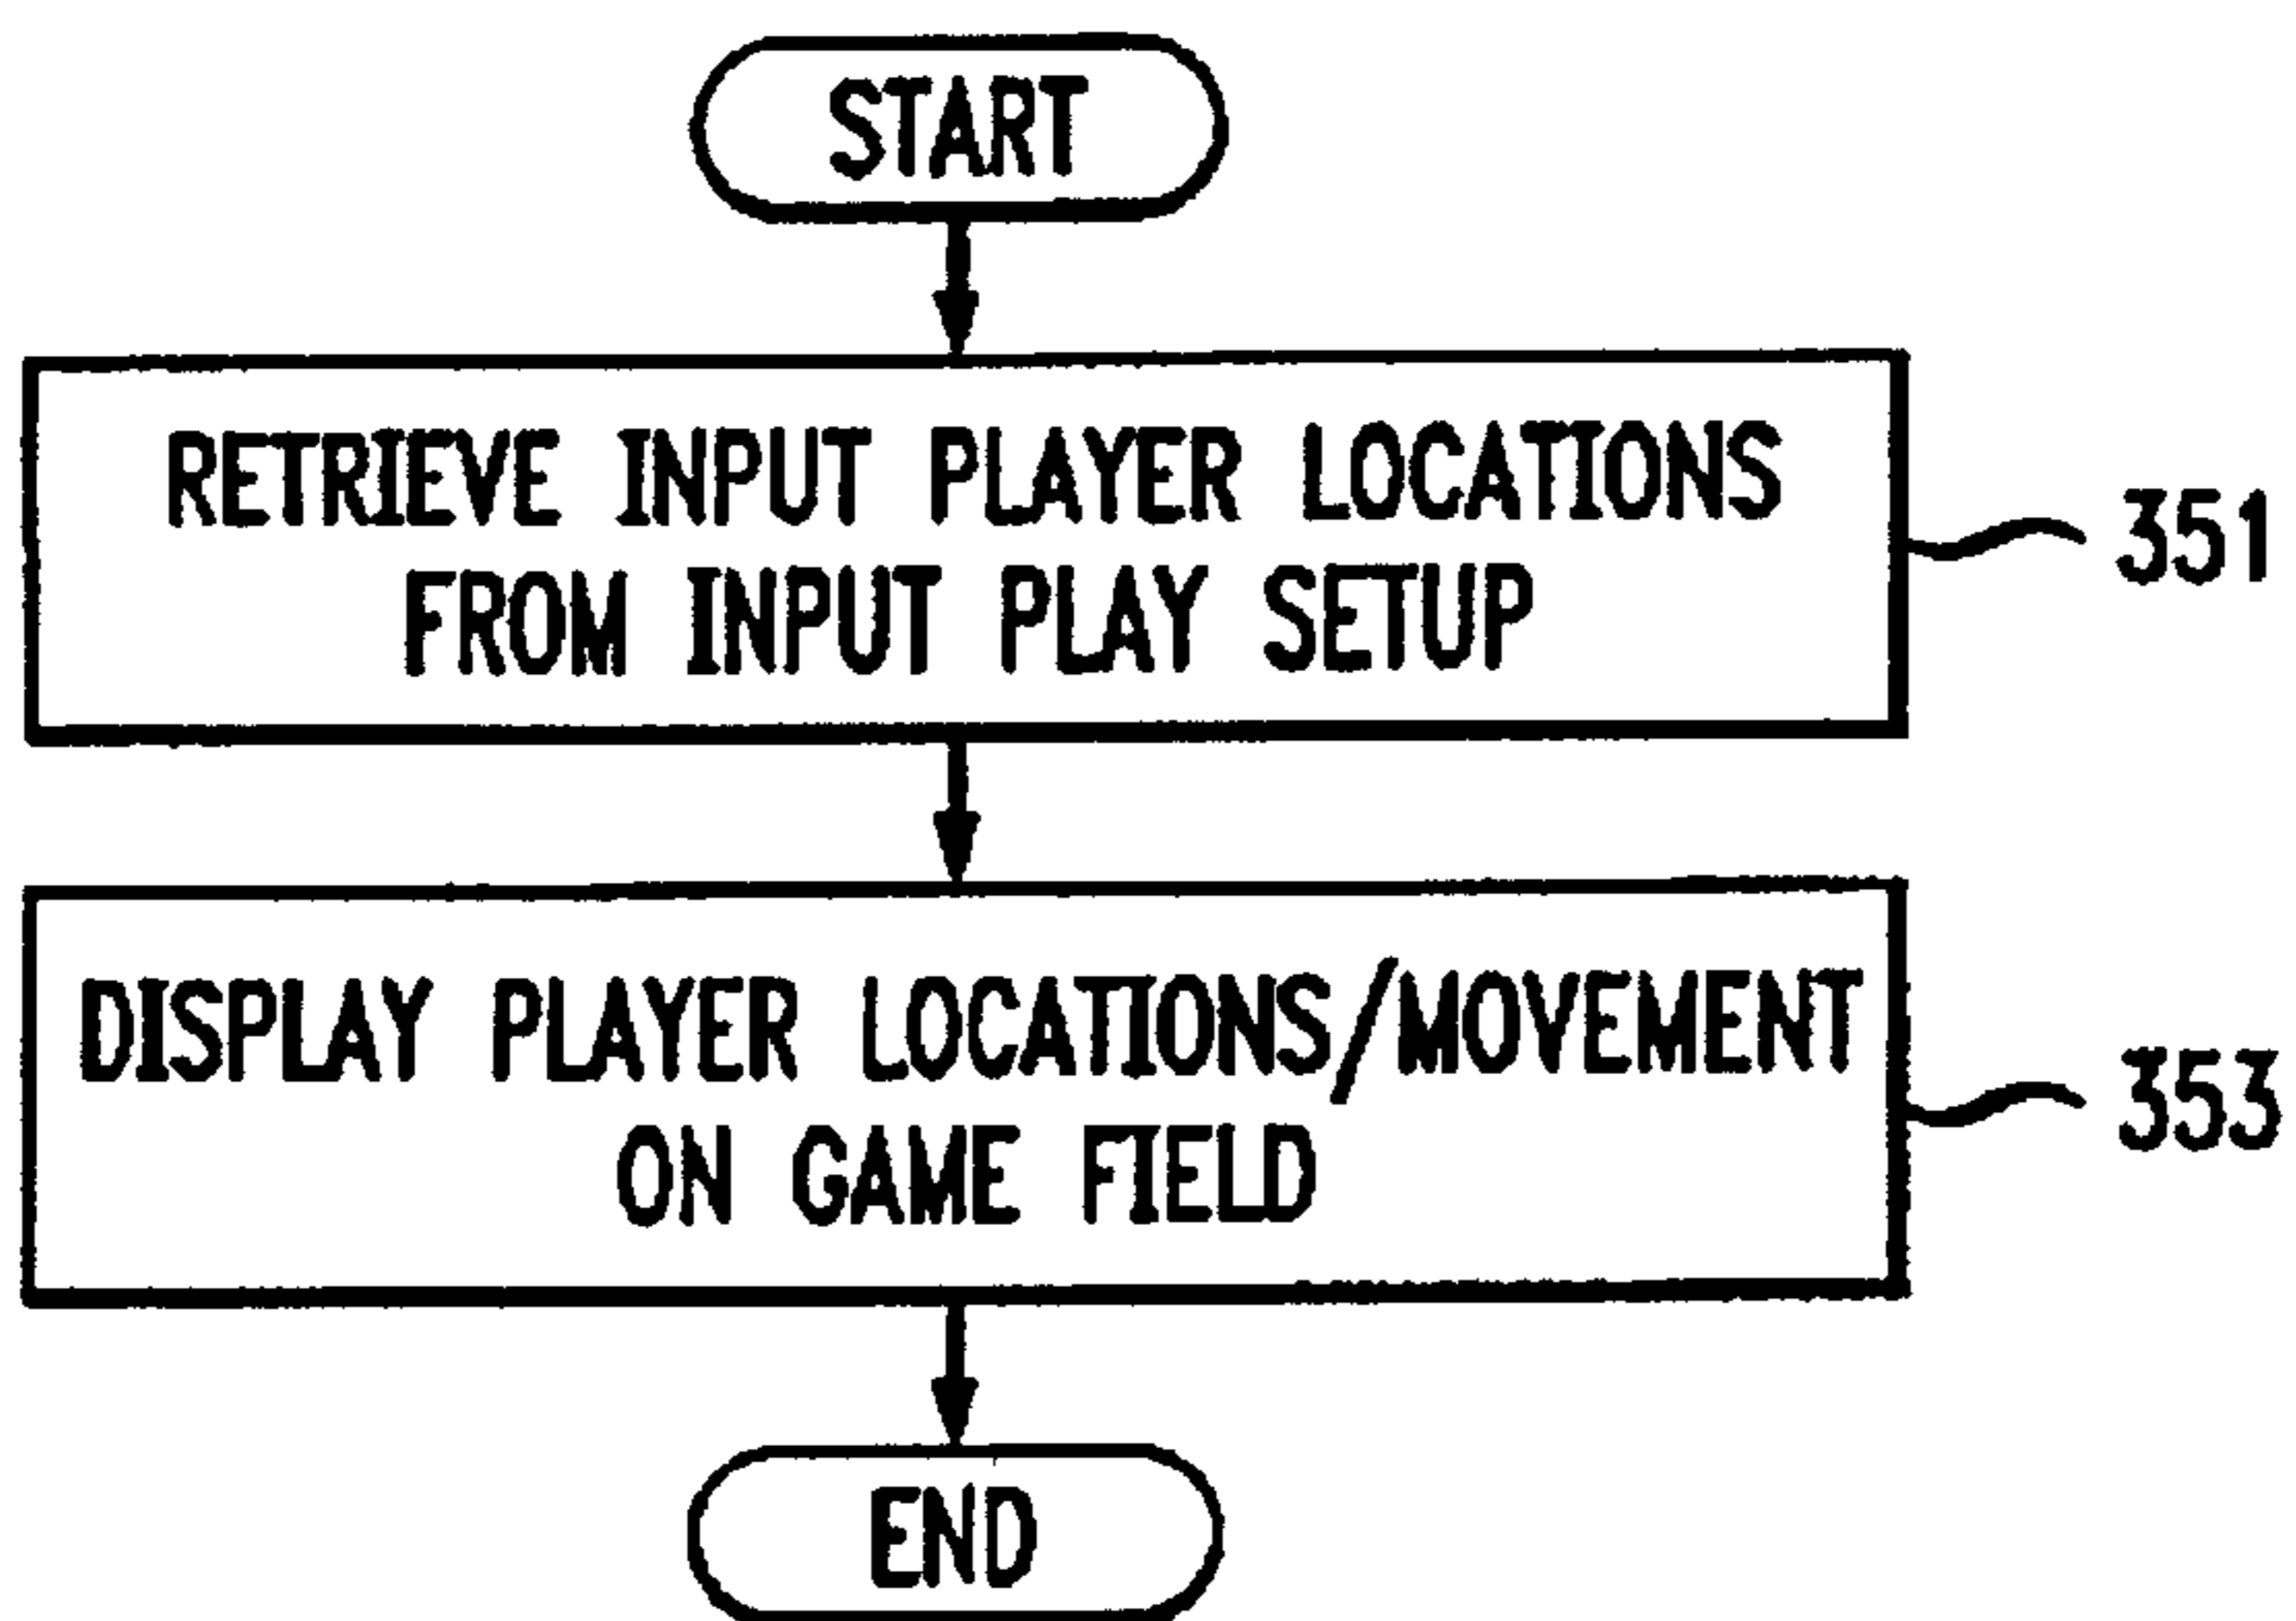 START
RETRIEVE INPUT PLAYER LOCATIONS
FROM INPUT PLAY SETUP
351
DISPLAY PLAYER LOCATIONS/MOVEMENT
ON GAME FIELD
353
END